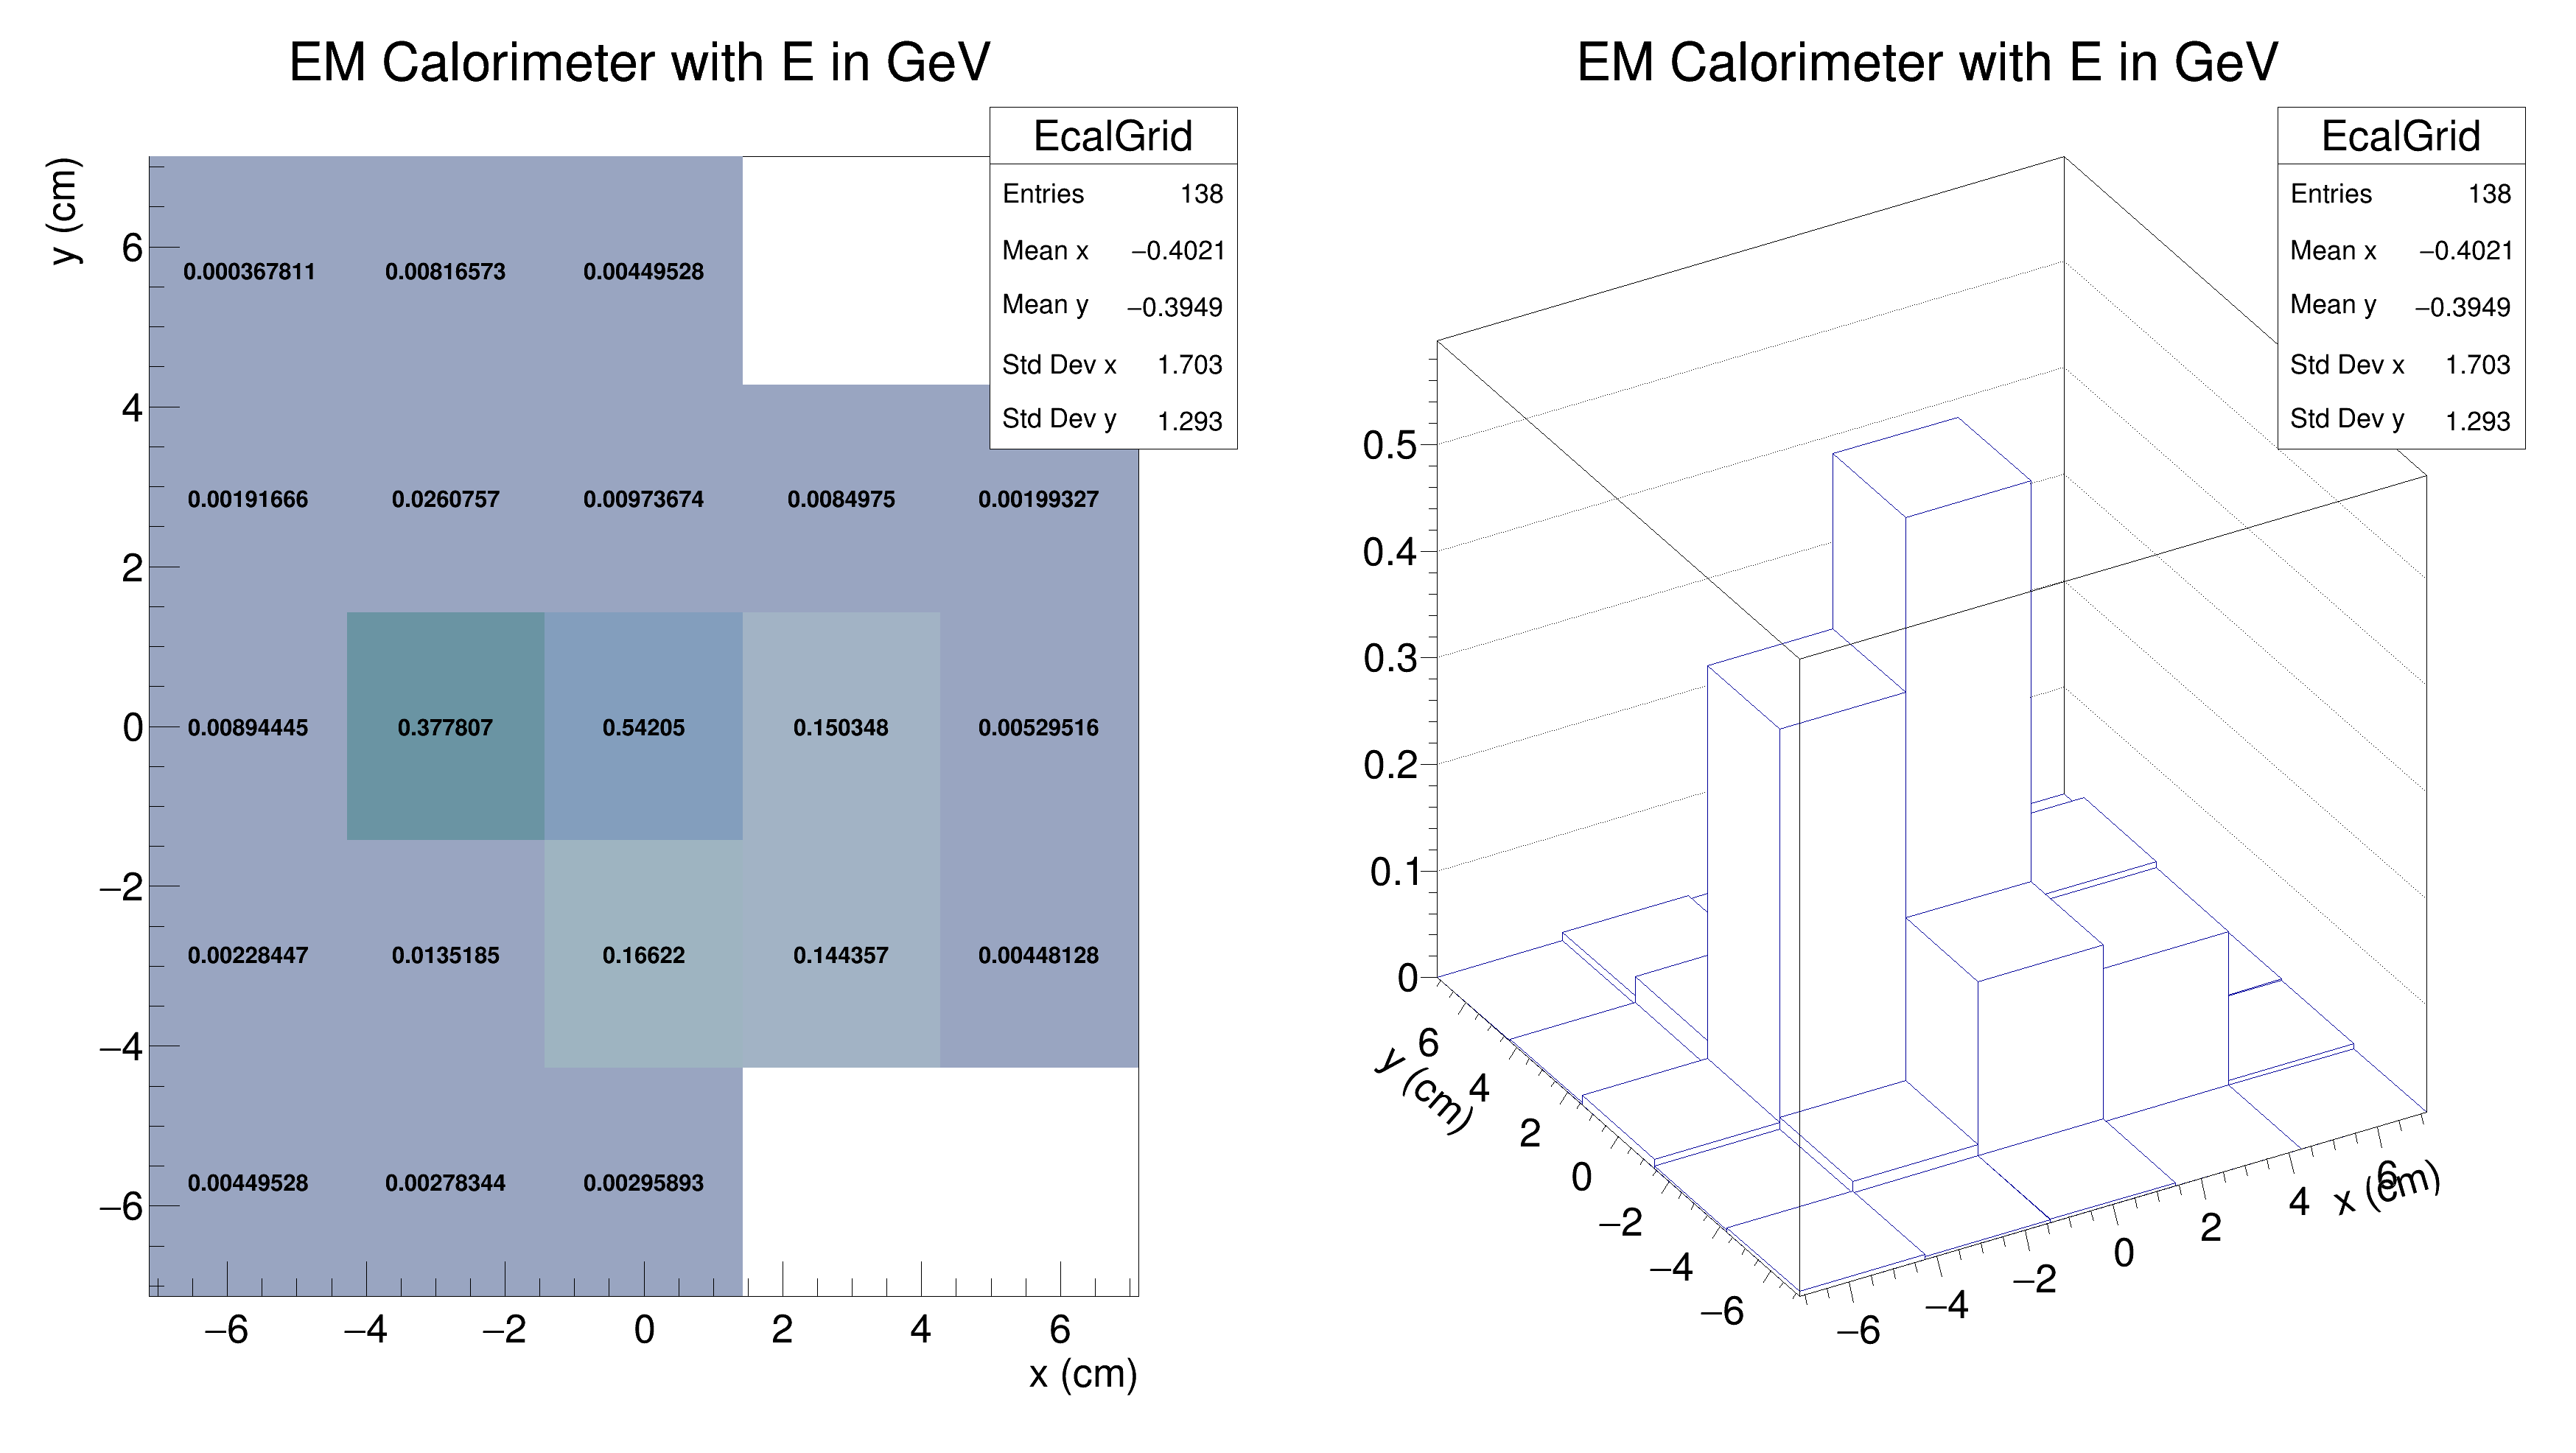 EM Calorimeter with E in GeV
EcalGrid
Entries 138
Mean x −0.4021
Mean y −0.3949
Std Dev x 1.703
Std Dev y 1.293
y (cm)
6
4
2
0
−2
−4
−6
0.000367811 0.00816573 0.00449528
0.00191666 0.0260757 0.00973674 0.0084975 0.00199327
0.00894445 0.377807 0.54205 0.150348 0.00529516
0.00228447 0.0135185 0.16622 0.144357 0.00448128
0.00449528 0.00278344 0.00295893
−6 −4 −2 0 2 4 6
x (cm)
EM Calorimeter with E in GeV
EcalGrid
Entries 138
Mean x −0.4021
Mean y −0.3949
Std Dev x 1.703
Std Dev y 1.293
0.5
0.4
0.3
0.2
0.1
0
y (cm)
6
4
2
0
−2
−4
−6
−6 −4 −2 0 2 4 6
x (cm)